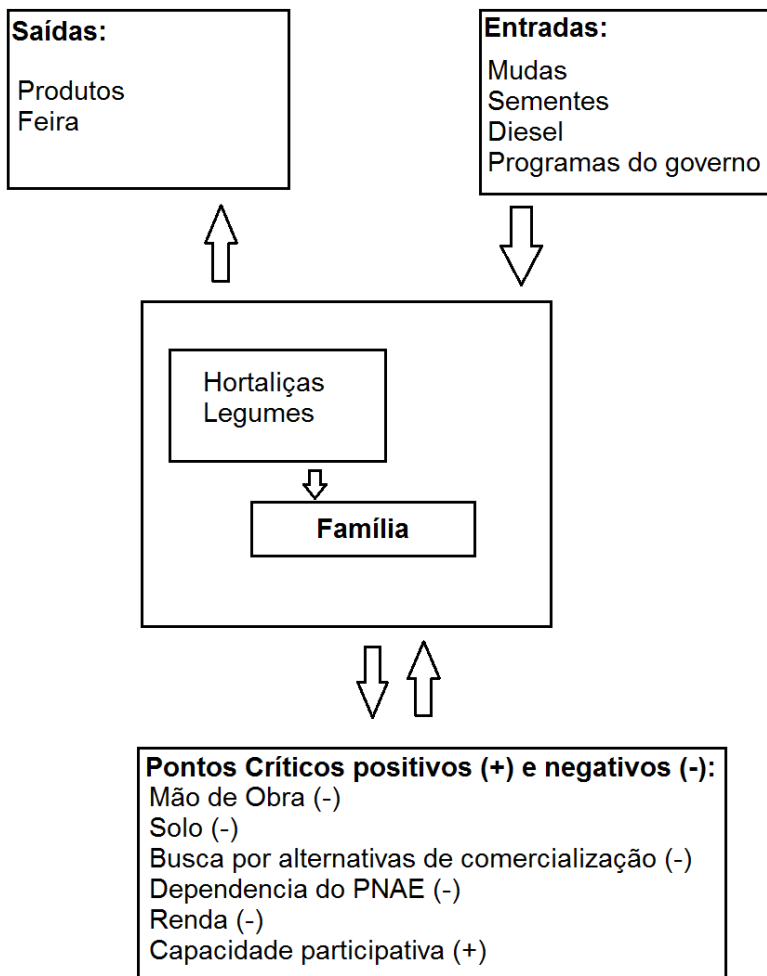 Saídas:
Produtos
Feira
Entradas:
Mudas
Sementes
Diesel
Programas do governo
Hortaliças
Legumes
Família
Pontos Críticos positivos (+) e negativos (-):
Mão de Obra (-)
Solo (-)
Busca por alternativas de comercialização (-)
Dependencia do PNAE (-)
Renda (-)
Capacidade participativa (+)